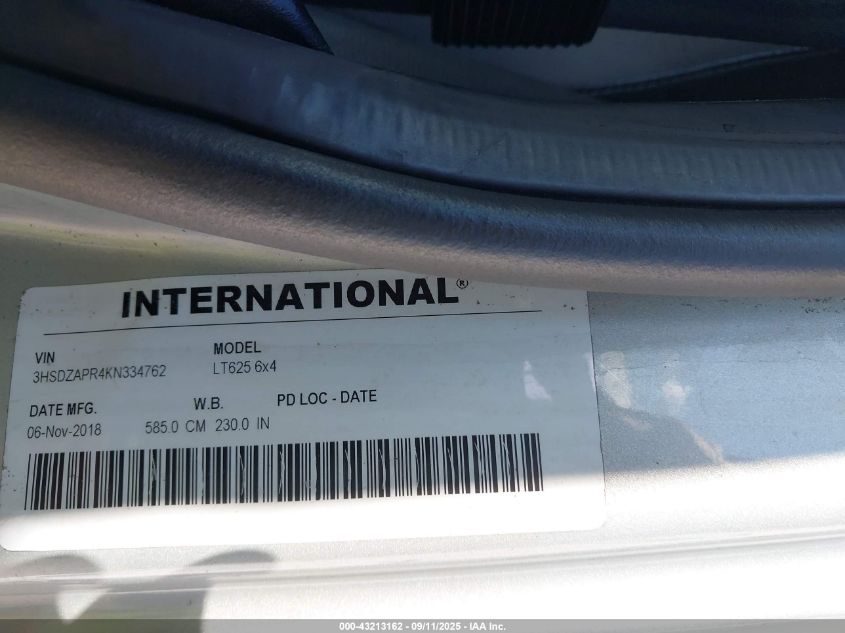 INTERNATIONAL®
VIN MODEL
3HSDZAPR4KN334762 LT625 6x4
DATE MFG. W.B. PD LOC - DATE
06-Nov-2018 585.0 CM 230.0 IN
000-43213162 - 09/11/2025 - IAA Inc.